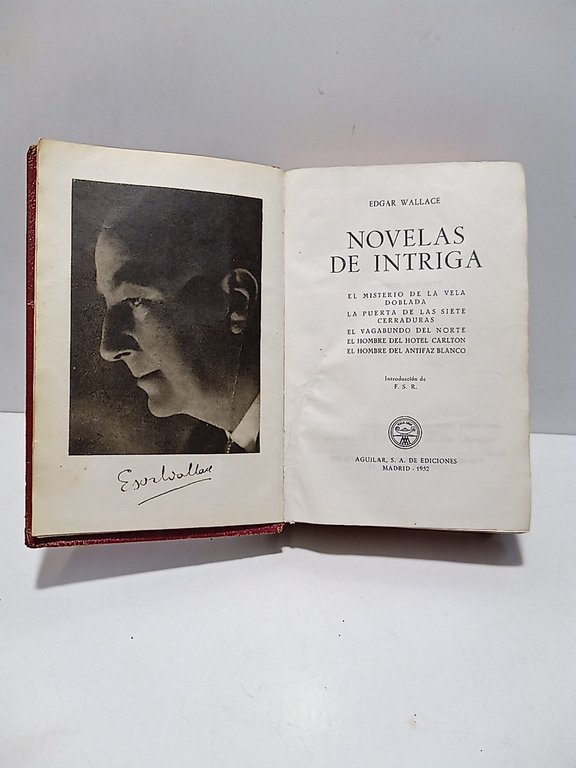 Edgar Wallace
EDGAR WALLACE
NOVELAS
DE INTRIGA
EL MISTERIO DE LA VELA
DOBLADA
LA PUERTA DE LAS SIETE
CERRADURAS
EL VAGABUNDO DEL NORTE
EL HOMBRE DEL HOTEL CARLTON
EL HOMBRE DEL ANTIFAZ BLANCO
Introducción de
F. S. R.
AGUILAR, S. A. DE EDICIONES
MADRID - 1952